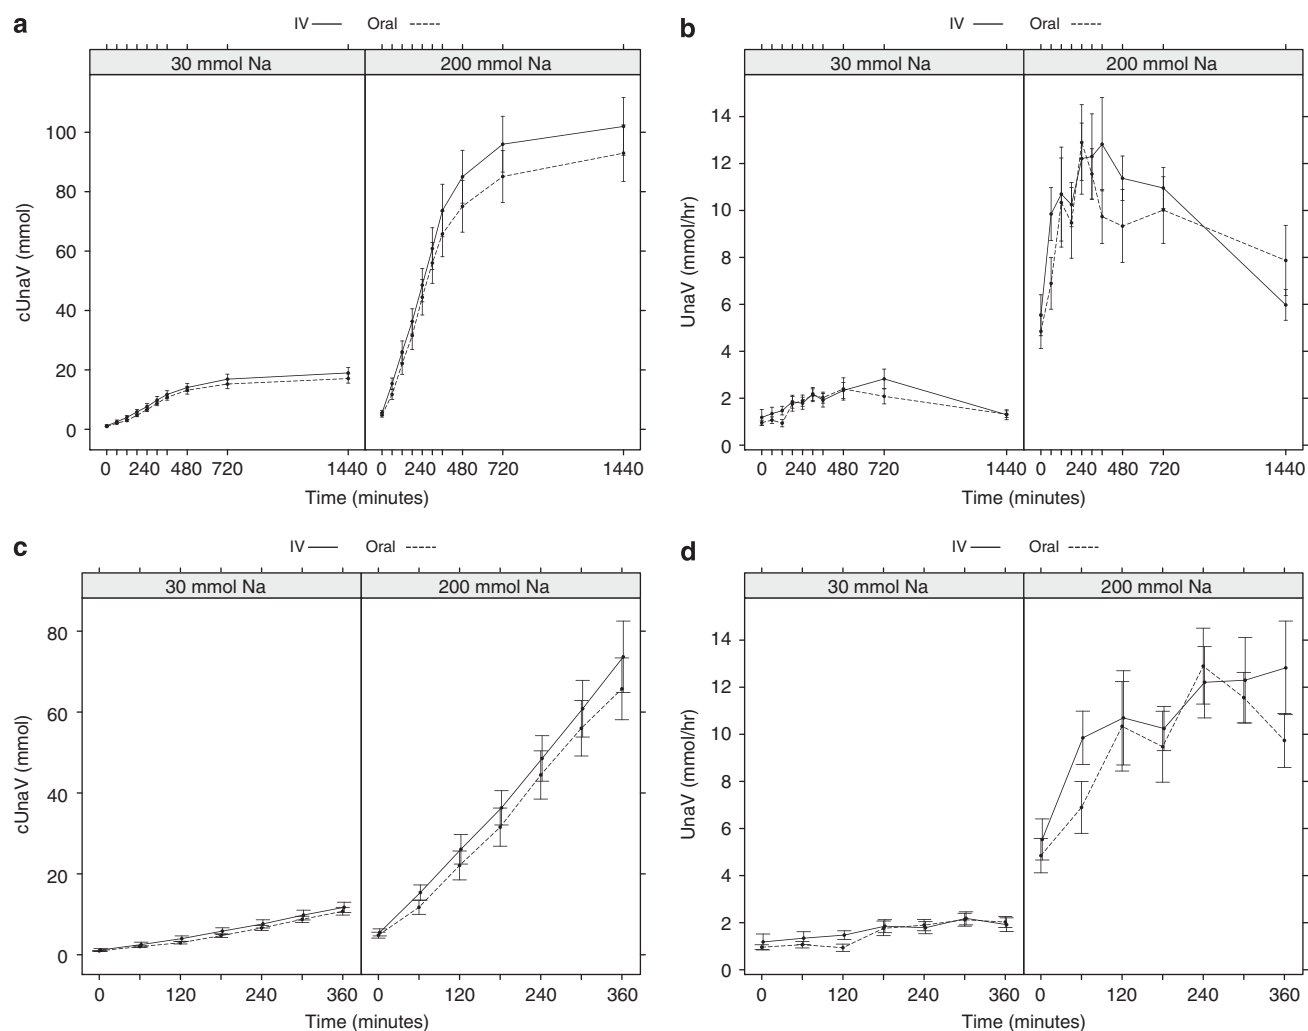 a
IV Oral
30 mmol Na 200 mmol Na
cUnaV (mmol)
100
80
60
40
20
0
0 240 480 720 1440 0 240 480 720 1440
Time (minutes)
b
IV Oral
30 mmol Na 200 mmol Na
UnaV (mmol/hr)
14
12
10
8
6
4
2
0
0 240 480 720 1440 0 240 480 720 1440
Time (minutes)
c
IV Oral
30 mmol Na 200 mmol Na
cUnaV (mmol)
80
60
40
20
0
0 120 240 360 0 120 240 360
Time (minutes)
d
IV Oral
30 mmol Na 200 mmol Na
UnaV (mmol/hr)
14
12
10
8
6
4
2
0
0 120 240 360 0 120 240 360
Time (minutes)